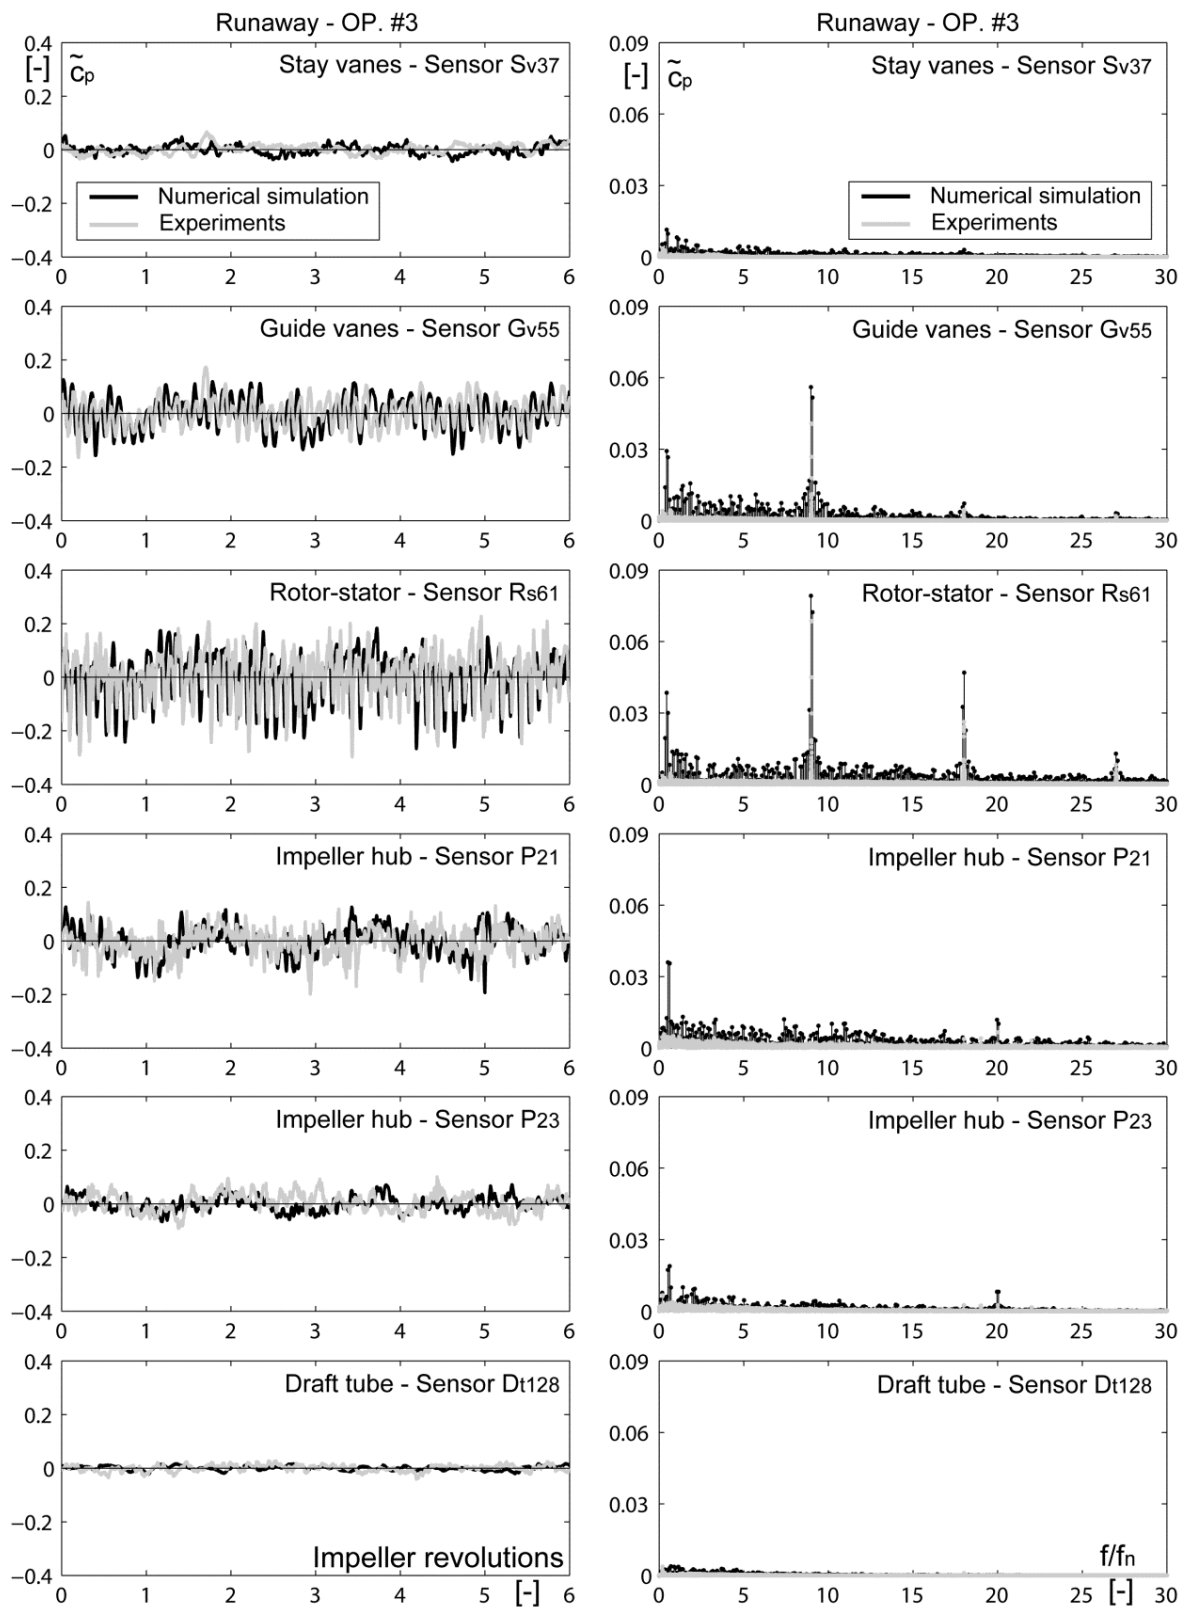 Runaway - OP. #3
0.4
[-]
c̃p
Stay vanes - Sensor Sv37
0.2
0
Numerical simulation
Experiments
−0.2
−0.4
0 1 2 3 4 5 6
Runaway - OP. #3
0.09
[-]
c̃p
Stay vanes - Sensor Sv37
0.06
0.03
Numerical simulation
Experiments
0
0 5 10 15 20 25 30
0.4
Guide vanes - Sensor Gv55
0.2
0
−0.2
−0.4
0 1 2 3 4 5 6
0.09
Guide vanes - Sensor Gv55
0.06
0.03
0
0 5 10 15 20 25 30
0.4
Rotor-stator - Sensor Rs61
0.2
0
−0.2
−0.4
0 1 2 3 4 5 6
0.09
Rotor-stator - Sensor Rs61
0.06
0.03
0
0 5 10 15 20 25 30
0.4
Impeller hub - Sensor P21
0.2
0
−0.2
−0.4
0 1 2 3 4 5 6
0.09
Impeller hub - Sensor P21
0.06
0.03
0
0 5 10 15 20 25 30
0.4
Impeller hub - Sensor P23
0.2
0
−0.2
−0.4
0 1 2 3 4 5 6
0.09
Impeller hub - Sensor P23
0.06
0.03
0
0 5 10 15 20 25 30
0.4
Draft tube - Sensor Dt128
0.2
0
−0.2
Impeller revolutions
−0.4
[-]
0 1 2 3 4 5 6
0.09
Draft tube - Sensor Dt128
0.06
0.03
f/fn
0
[-]
0 5 10 15 20 25 30